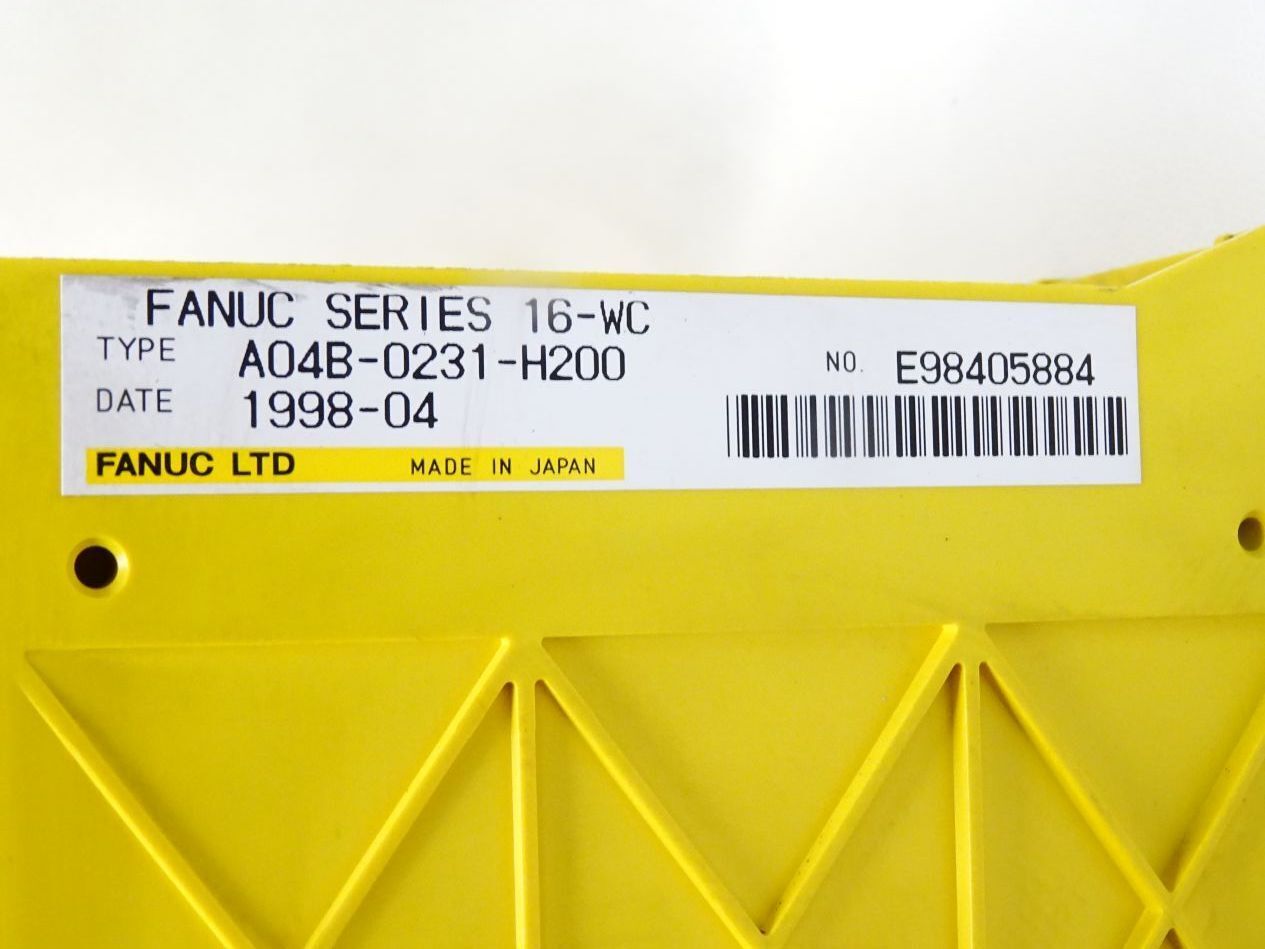 FANUC SERIES 16-WC
TYPE A04B-0231-H200
NO. E98405884
DATE 1998-04
FANUC LTD MADE IN JAPAN